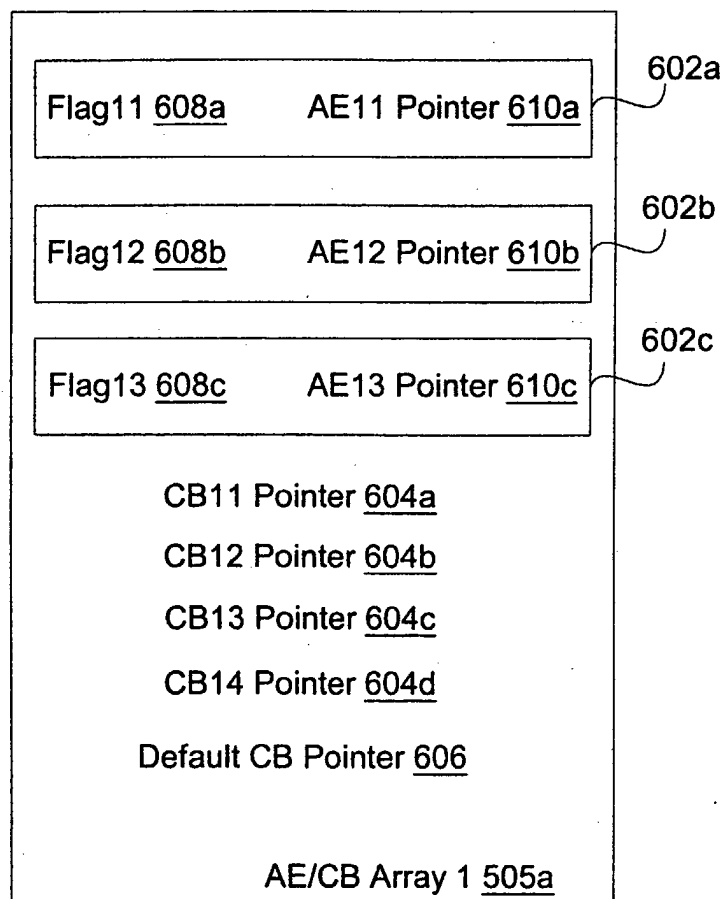 602a
Flag11 608a AE11 Pointer 610a
602b
Flag12 608b AE12 Pointer 610b
602c
Flag13 608c AE13 Pointer 610c
CB11 Pointer 604a
CB12 Pointer 604b
CB13 Pointer 604c
CB14 Pointer 604d
Default CB Pointer 606
AE/CB Array 1 505a